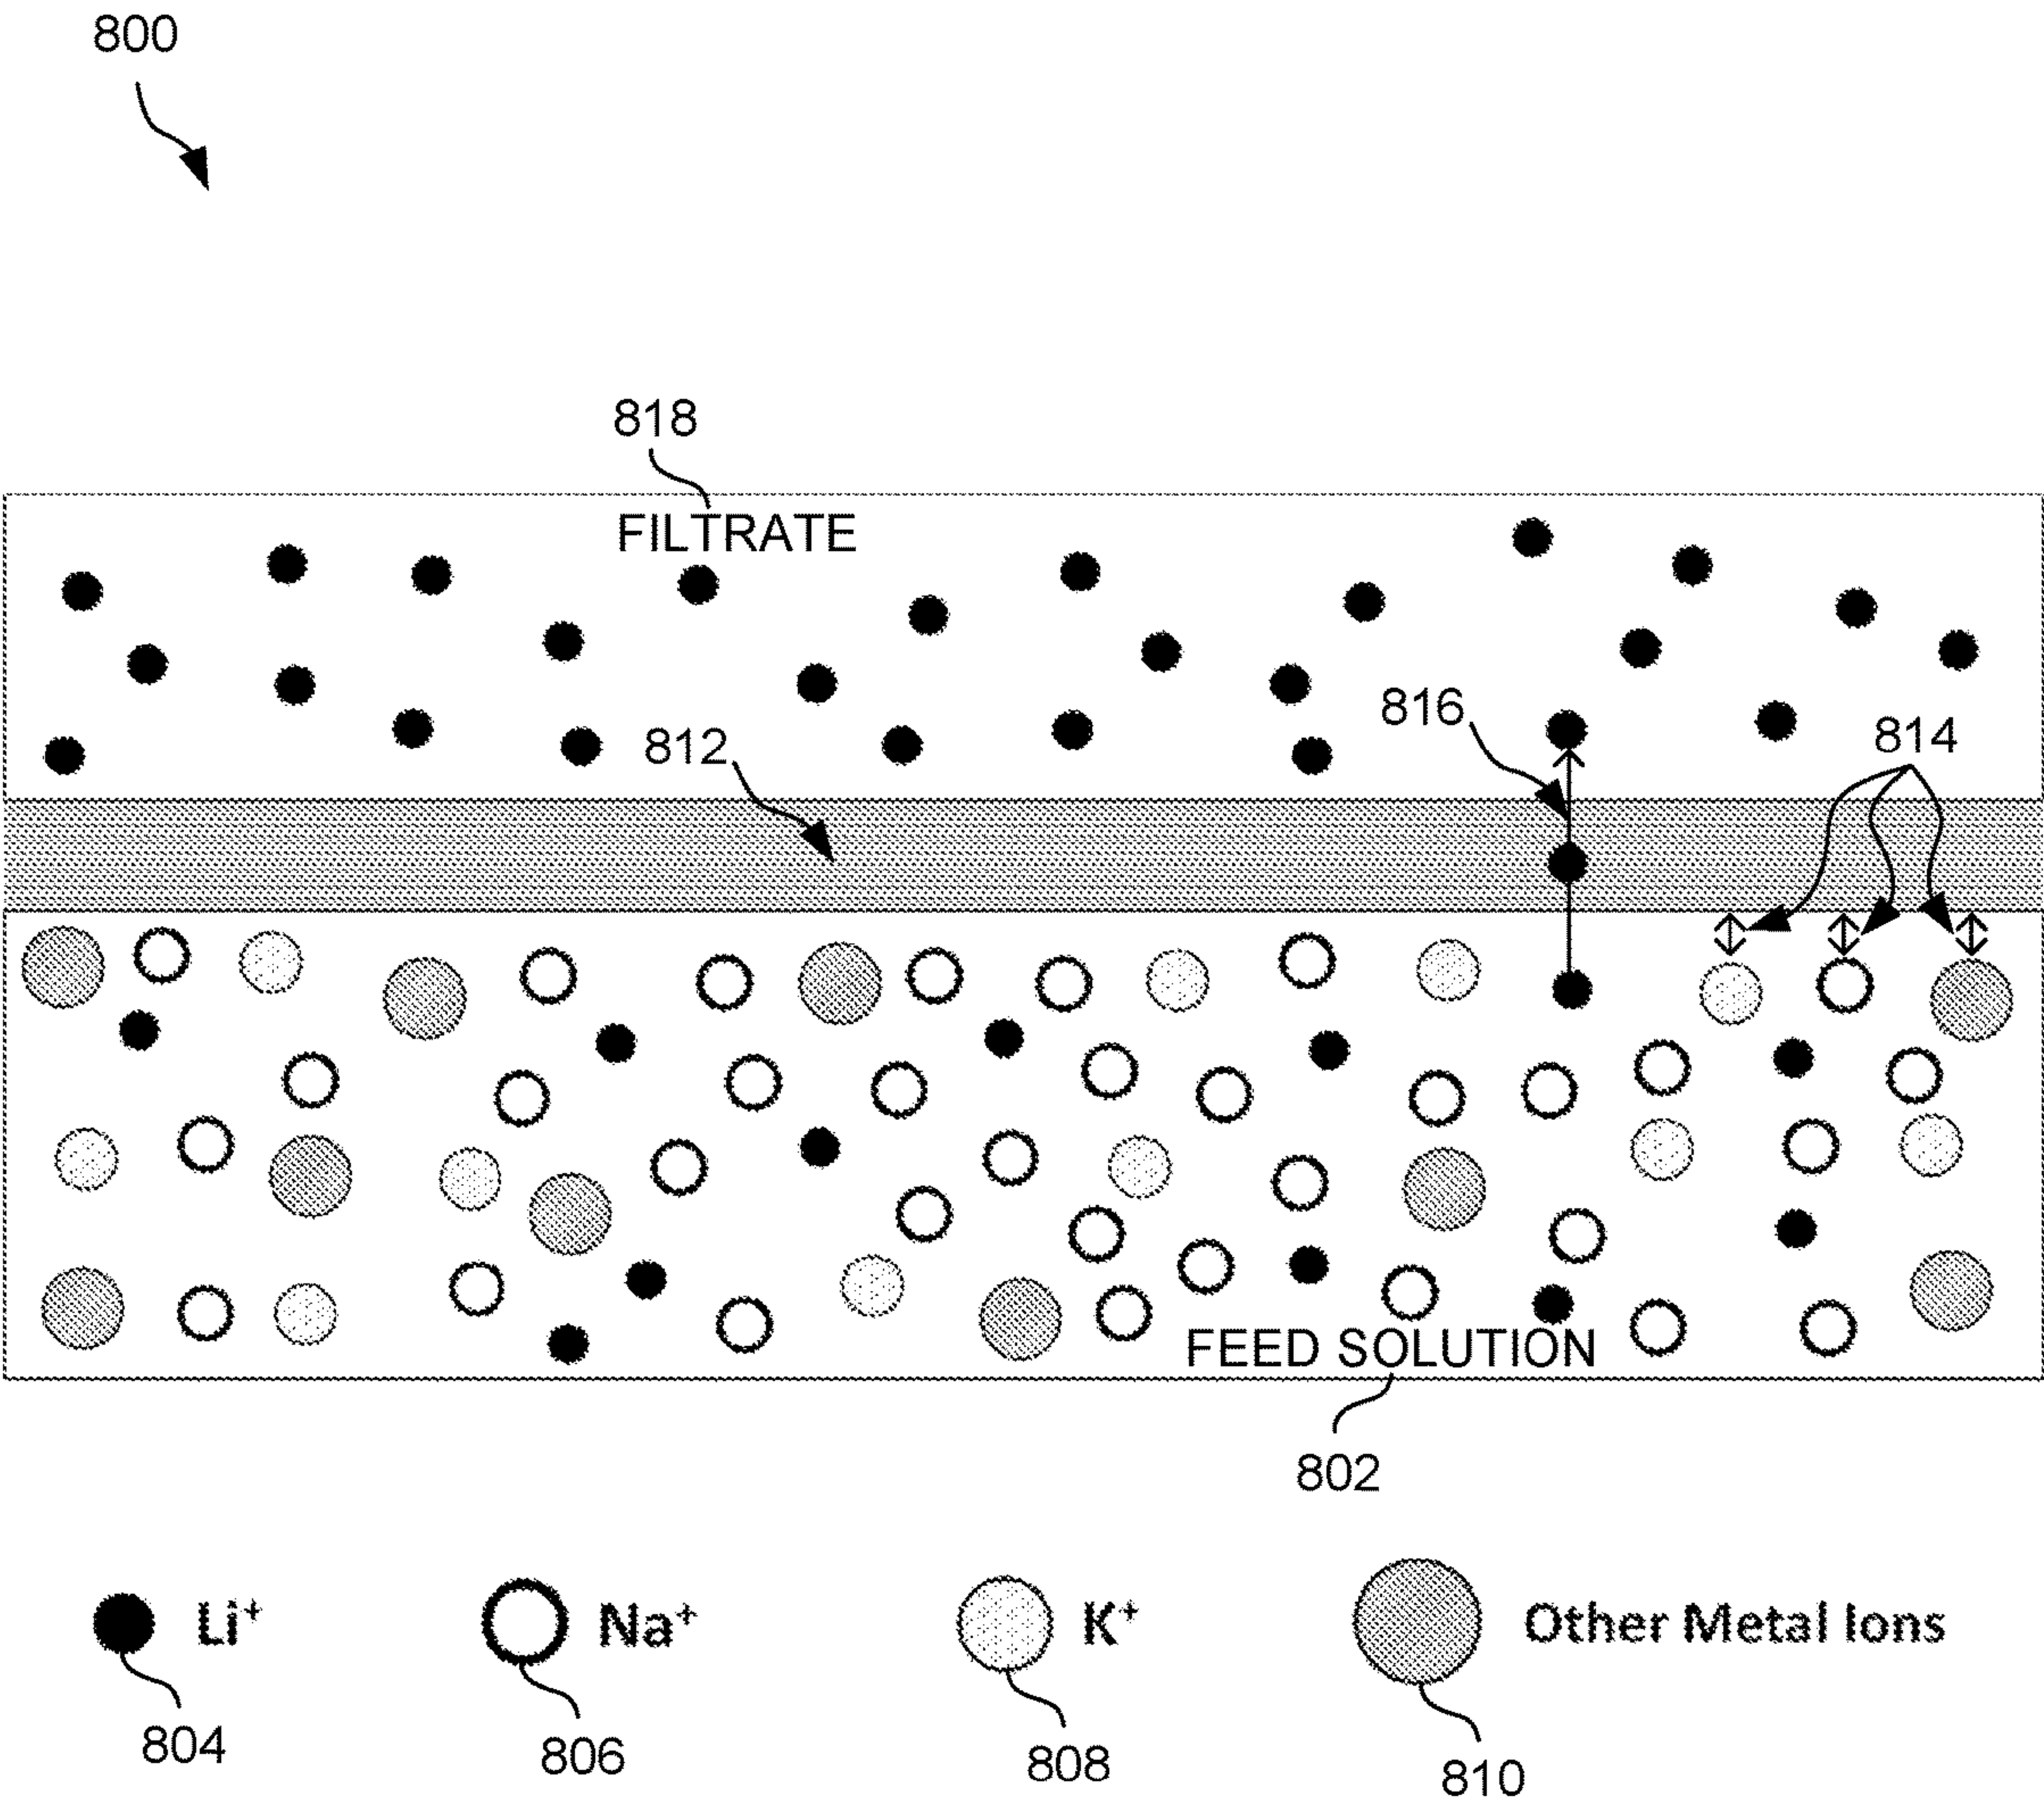 800
818
FILTRATE
816
812
814
FEED SOLUTION
802
Li⁺
Na⁺
K⁺
Other Metal Ions
804
806
808
810